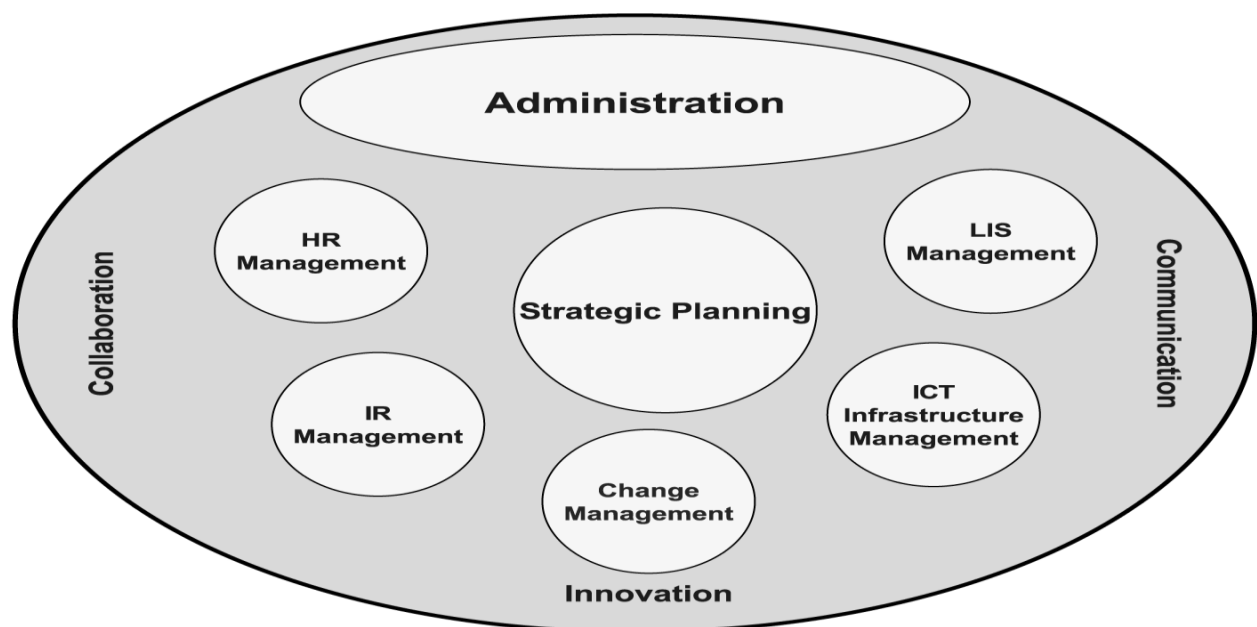 Administration
HR
Management
LIS
Management
Strategic Planning
Collaboration
Communication
IR
Management
ICT
Infrastructure
Management
Change
Management
Innovation